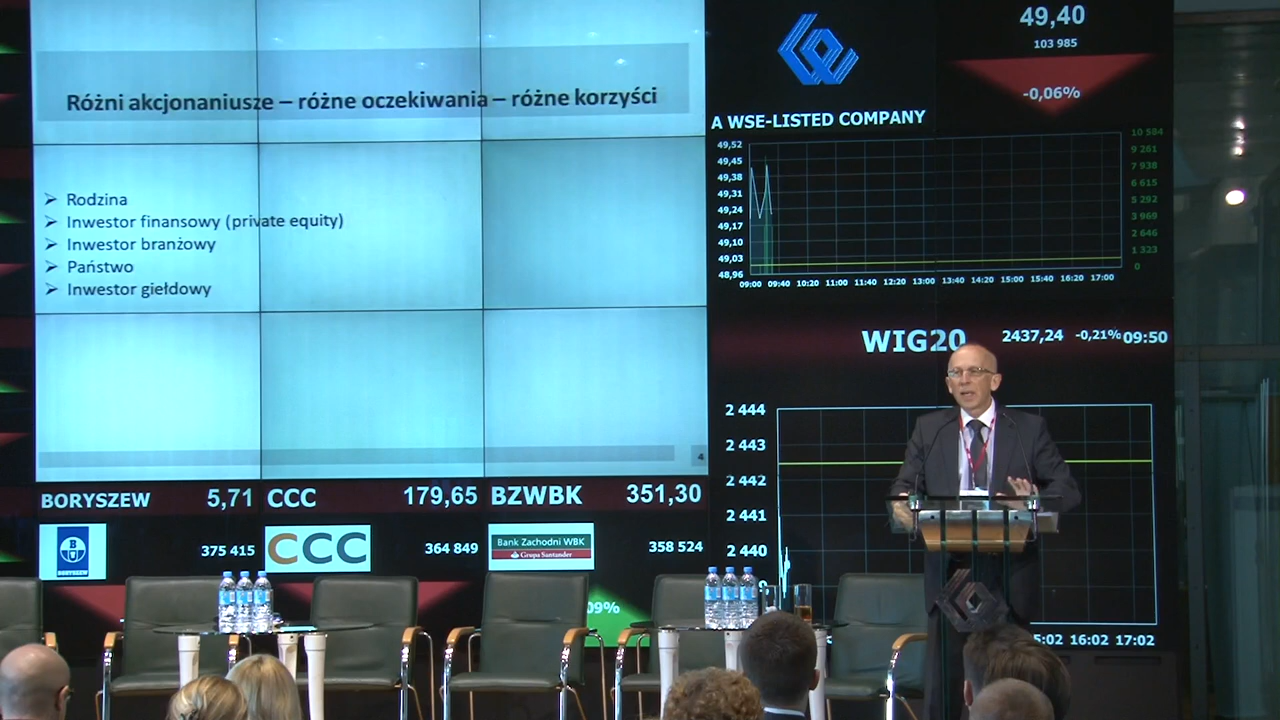 Różni akcjonaniusze – różne oczekiwania – różne korzyści
➢ Rodzina
➢ Inwestor finansowy (private equity)
➢ Inwestor branżowy
➢ Państwo
➢ Inwestor giełdowy
4
BORYSZEW 5,71
375 415
B
BORYSZEW
CCC 179,65
CCC 364 849
BZWBK 351,30
Bank Zachodni WBK
Grupa Santander
358 524
09%
49,40
103 985
-0,06%
A WSE-LISTED COMPANY
49,52
49,45
49,38
49,31
49,24
49,17
49,10
49,03
48,96
10 584
9 261
7 938
6 615
5 292
3 969
2 646
1 323
0
09:00 09:40 10:20 11:00 11:40 12:20 13:00 13:40 14:20 15:00 15:40 16:20 17:00
WIG20 2437,24 -0,21% 09:50
2 444
2 443
2 442
2 441
2 440
5:02 16:02 17:02